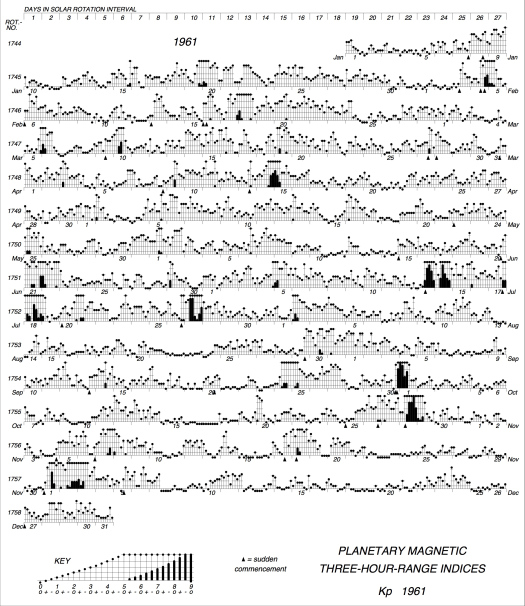 DAYS IN SOLAR ROTATION INTERVAL
1 2 3 4 5 6 7 8 9 10 11 12 13 14 15 16 17 18 19 20 21 22 23 24 25 26 27
ROT.-
NO.
1961
1744
Jan 1 5 9 Jan
1745
Jan 10 15 20 25 30 1 5 Feb
1746
Feb 6 10 15 20 25 1 4 Mar
1747
Mar 5 10 15 20 25 30 31 Mar
1748
Apr 1 5 10 15 20 25 27 Apr
1749
Apr 28 30 1 5 10 15 20 24 May
1750
May 25 30 5 10 15 20 Jun
1751
Jun 21 25 30 5 10 15 17 Jul
1752
Jul 18 20 25 30 1 5 10 13 Aug
1753
Aug 14 15 20 25 30 1 5 9 Sep
1754
Sep 10 15 20 25 30 1 5 6 Oct
1755
Oct 7 10 15 20 25 30 1 2 Nov
1756
Nov 3 5 10 15 20 25 29 Nov
1757
Nov 30 1 5 10 15 20 25 26 Dec
1758
Dec 27 30 31
KEY
0 1 2 3 4 5 6 7 8 9
▲ = sudden
commencement
PLANETARY MAGNETIC
THREE-HOUR-RANGE INDICES
Kp 1961